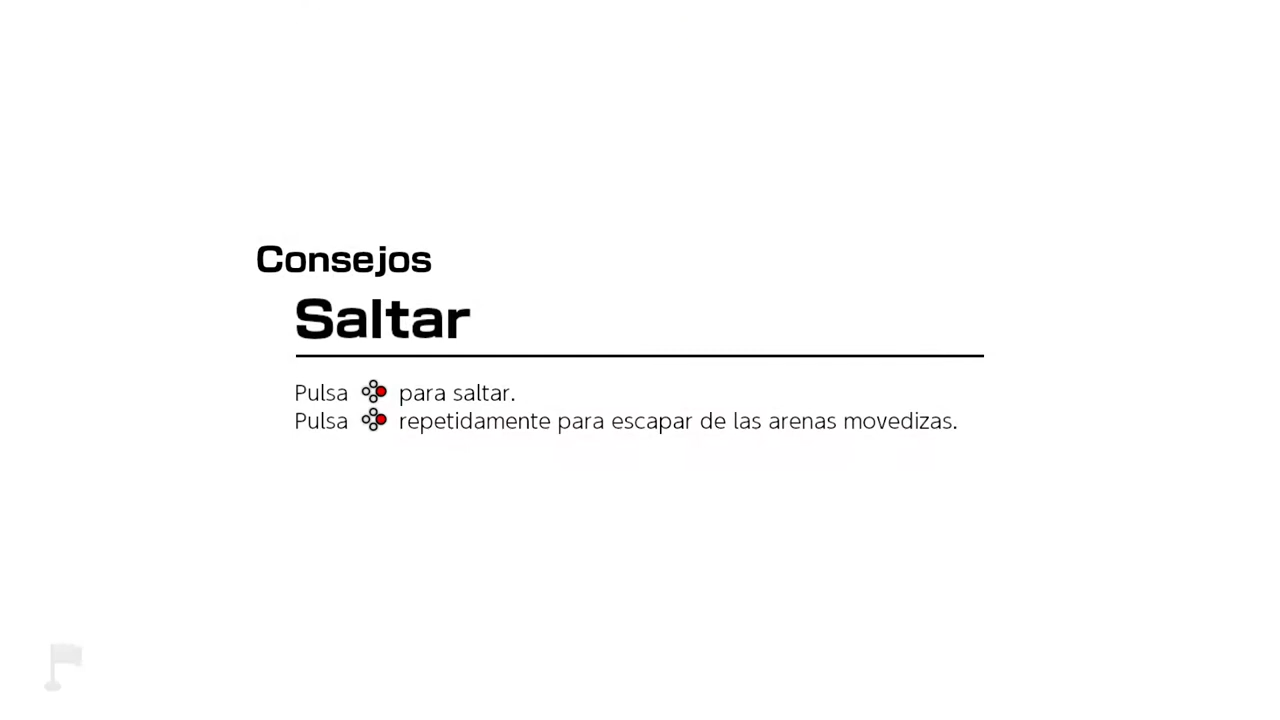 Consejos
Saltar
Pulsa para saltar.
Pulsa repetidamente para escapar de las arenas movedizas.